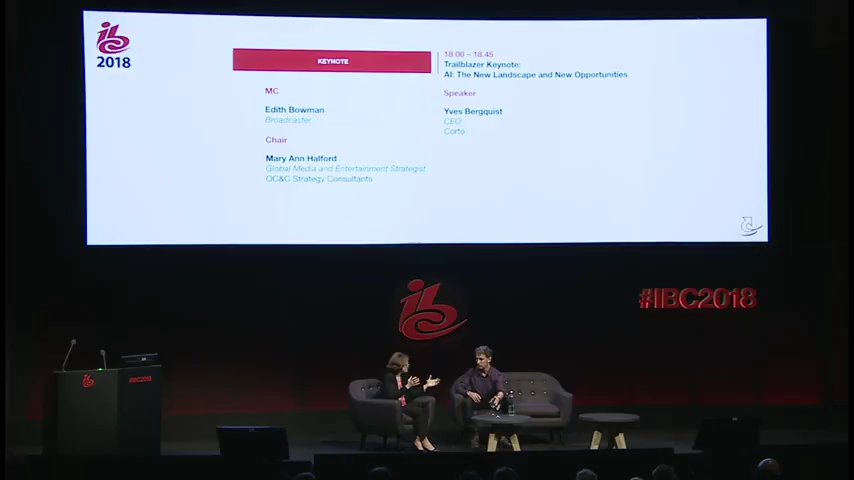 ibc
2018
KEYNOTE
MC
Edith Bowman
Broadcaster
Chair
Mary Ann Halford
Global Media and Entertainment Strategist
OC&C Strategy Consultants
18.00 – 18.45
Trailblazer Keynote:
AI: The New Landscape and New Opportunities
Speaker
Yves Bergquist
CEO
Corto
ibc
#IBC2018
#IBC2018